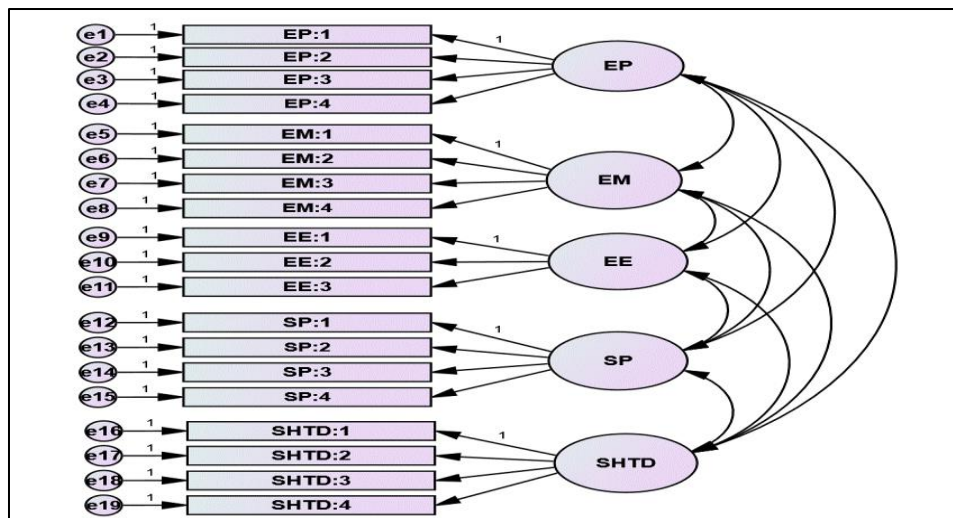 e1 1 EP:1
e2 1 EP:2
e3 1 EP:3
e4 1 EP:4
1 EP
e5 1 EM:1
e6 1 EM:2
e7 1 EM:3
e8 1 EM:4
1 EM
e9 1 EE:1
e10 1 EE:2
e11 1 EE:3
1 EE
e12 1 SP:1
e13 1 SP:2
e14 1 SP:3
e15 1 SP:4
1 SP
e16 1 SHTD:1
e17 1 SHTD:2
e18 1 SHTD:3
e19 1 SHTD:4
1 SHTD